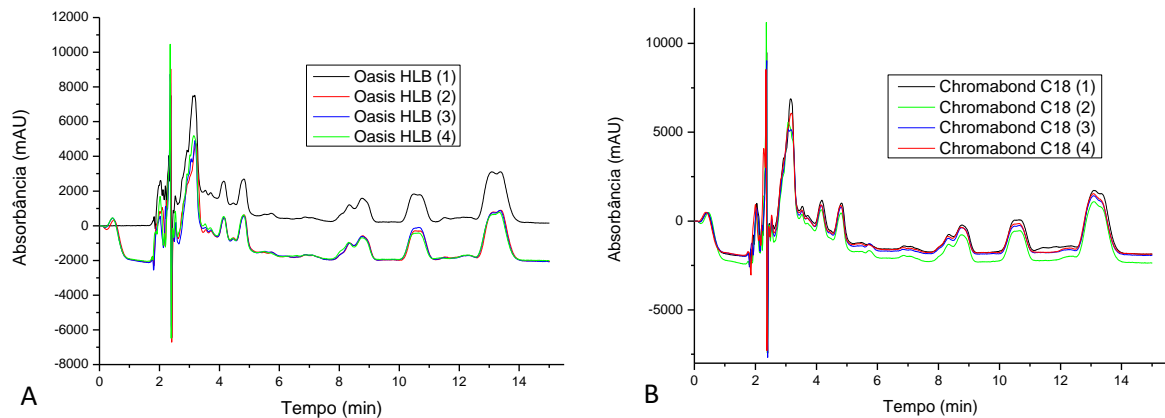 12000
10000
8000
6000
4000
2000
0
-2000
-4000
-6000
-8000
Absorbância (mAU)
Oasis HLB (1)
Oasis HLB (2)
Oasis HLB (3)
Oasis HLB (4)
0 2 4 6 8 10 12 14
Tempo (min)
A
10000
5000
0
-5000
Absorbância (mAU)
Chromabond C18 (1)
Chromabond C18 (2)
Chromabond C18 (3)
Chromabond C18 (4)
0 2 4 6 8 10 12 14
Tempo (min)
B